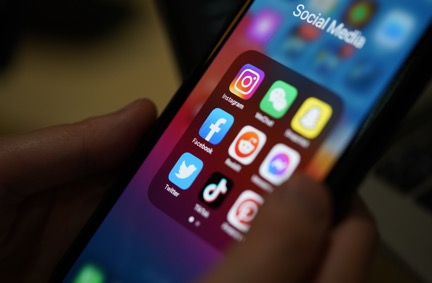 Social Media
Instagram
WeChat
Snapchat
Facebook
Reddit
Messenger
Twitter
TikTok